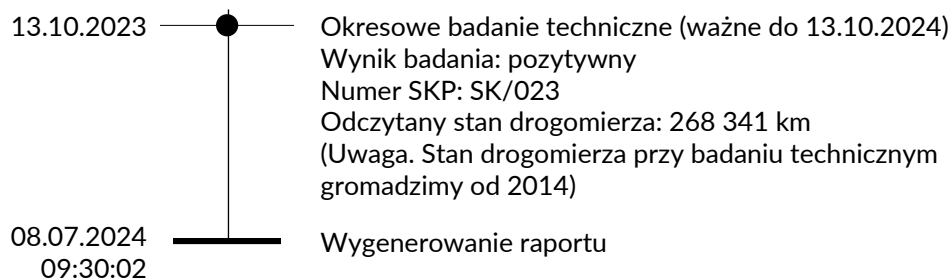 13.10.2023
Okresowe badanie techniczne (ważne do 13.10.2024)
Wynik badania: pozytywny
Numer SKP: SK/023
Odczytany stan drogomierza: 268 341 km
(Uwaga. Stan drogomierza przy badaniu technicznym
gromadzimy od 2014)
08.07.2024
09:30:02
Wygenerowanie raportu